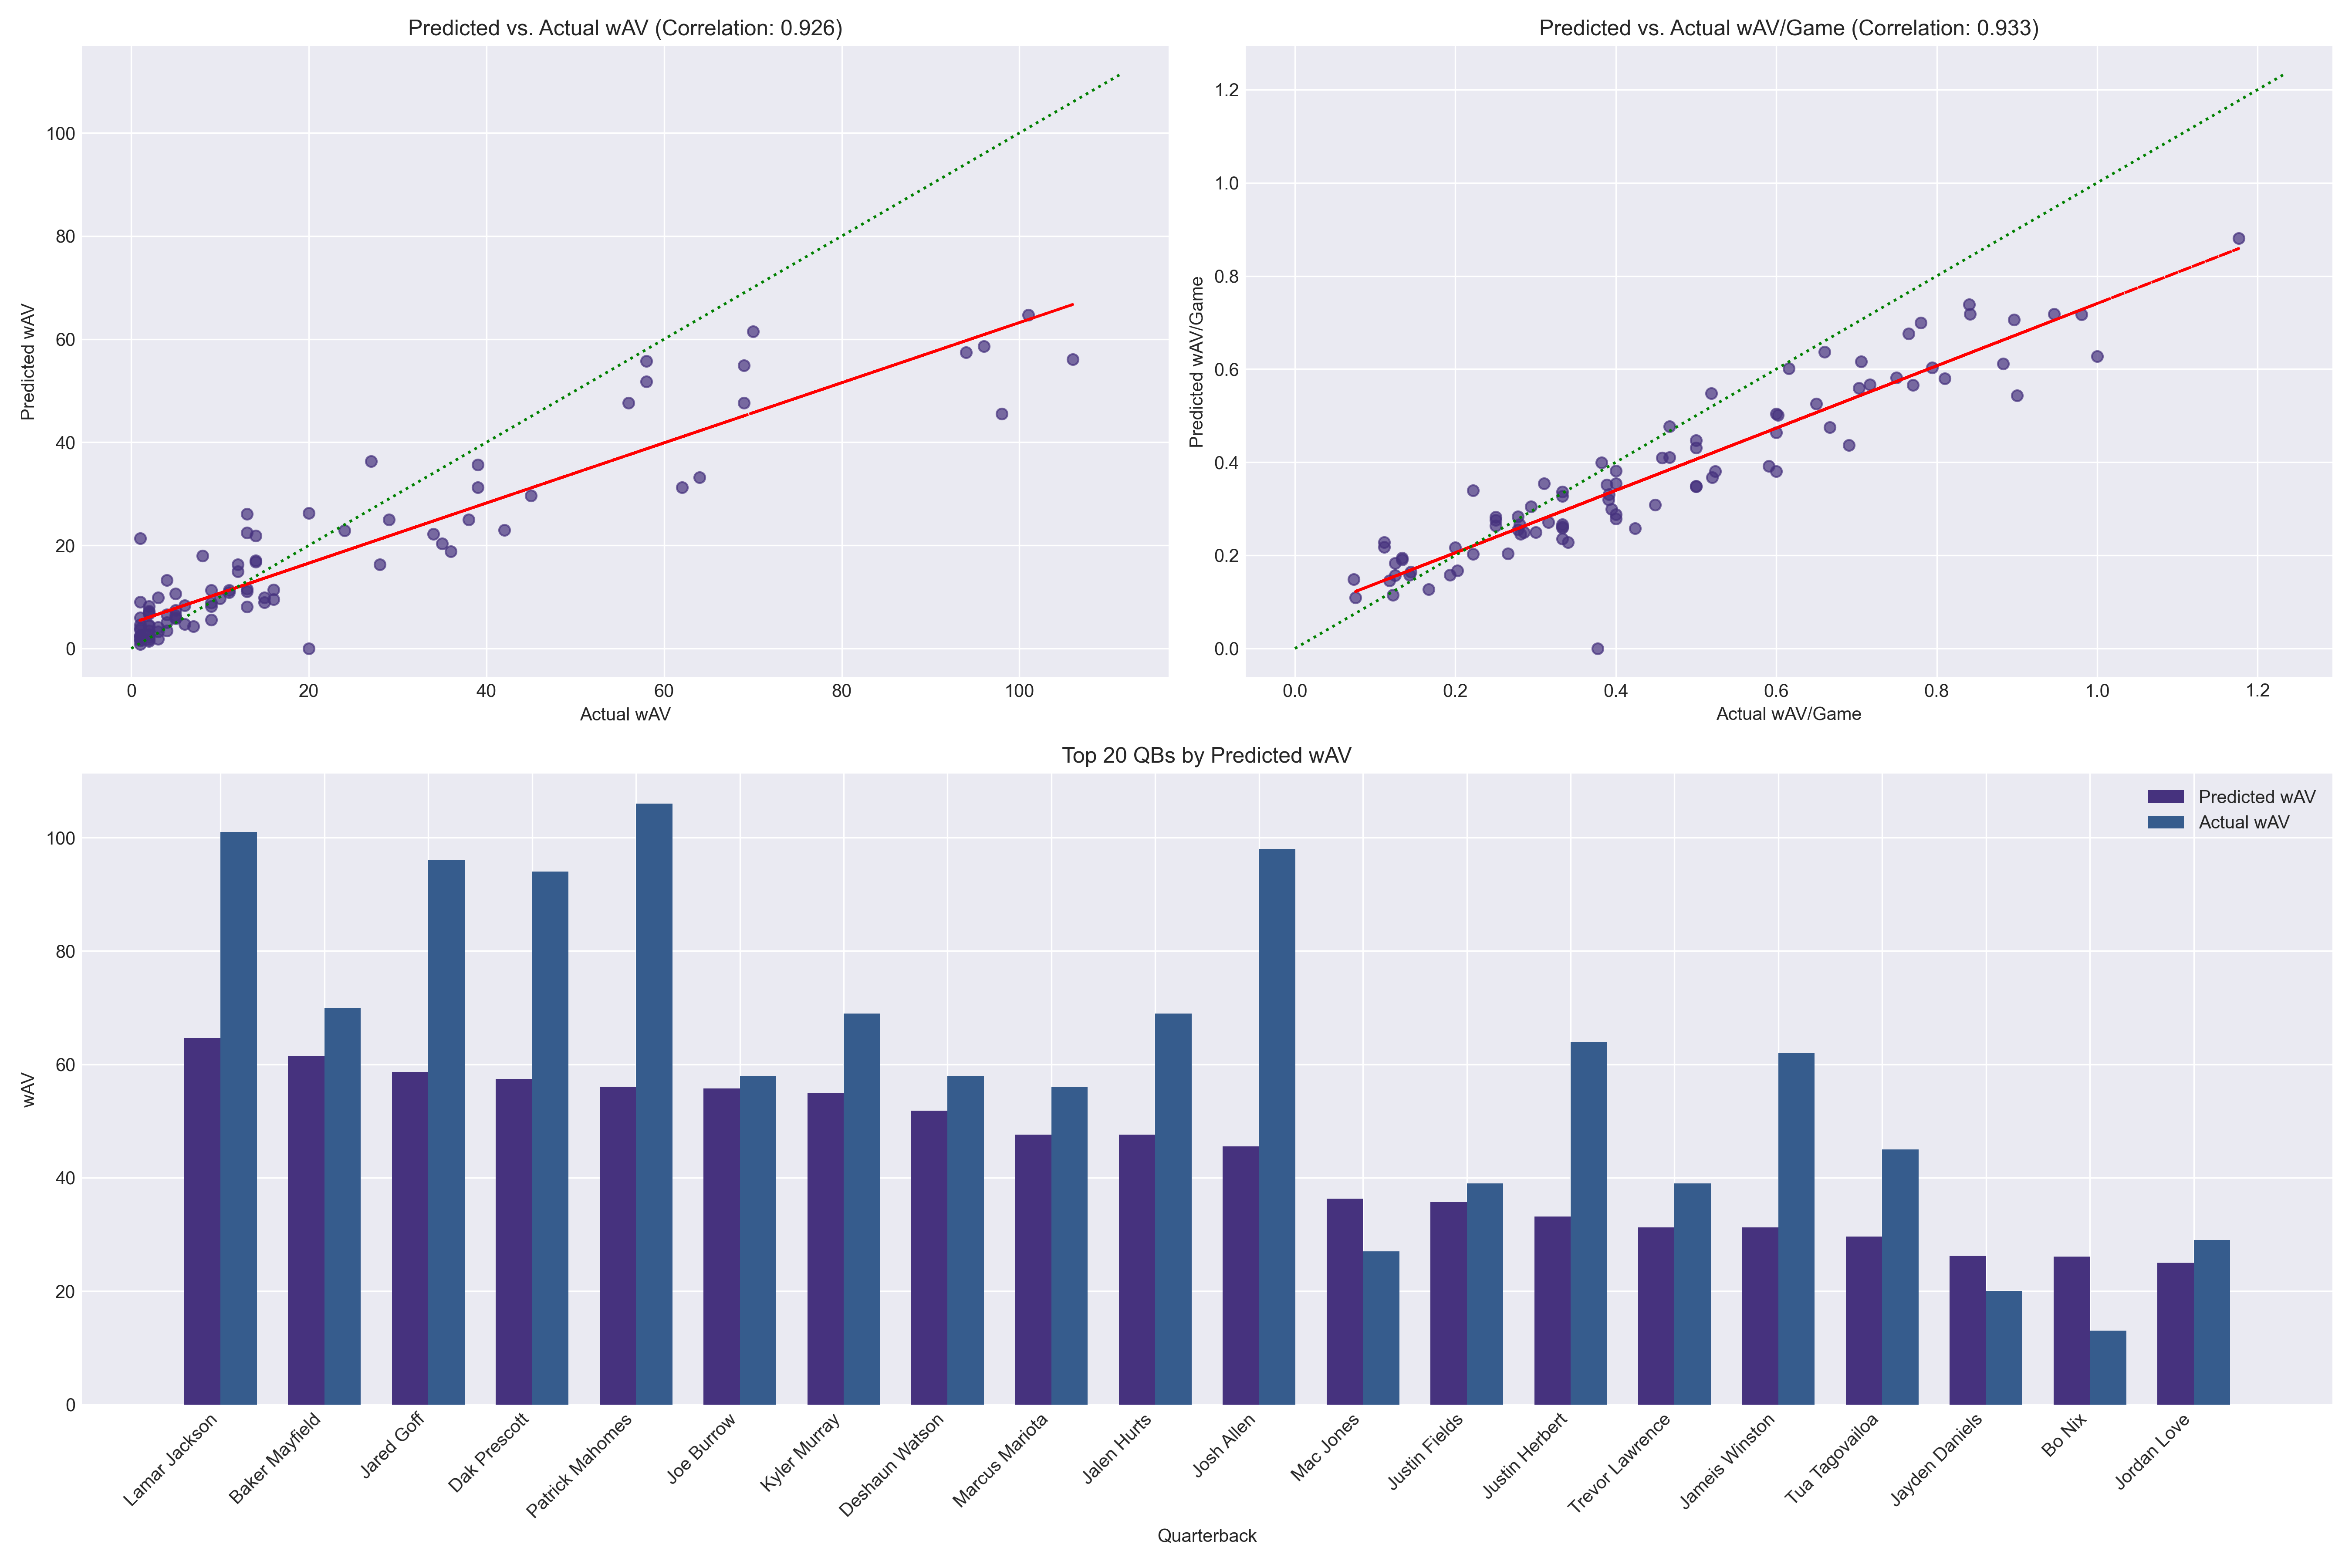 Predicted vs. Actual wAV (Correlation: 0.926)
Predicted wAV
100
80
60
40
20
0
0 20 40 60 80 100
Actual wAV
Predicted vs. Actual wAV/Game (Correlation: 0.933)
Predicted wAV/Game
1.2
1.0
0.8
0.6
0.4
0.2
0.0
0.0 0.2 0.4 0.6 0.8 1.0 1.2
Actual wAV/Game
Top 20 QBs by Predicted wAV
Predicted wAV
Actual wAV
wAV
100
80
60
40
20
0
Lamar Jackson
Baker Mayfield
Jared Goff
Dak Prescott
Patrick Mahomes
Joe Burrow
Kyler Murray
Deshaun Watson
Marcus Mariota
Jalen Hurts
Josh Allen
Mac Jones
Justin Fields
Justin Herbert
Trevor Lawrence
Jameis Winston
Tua Tagovailoa
Jayden Daniels
Bo Nix
Jordan Love
Quarterback